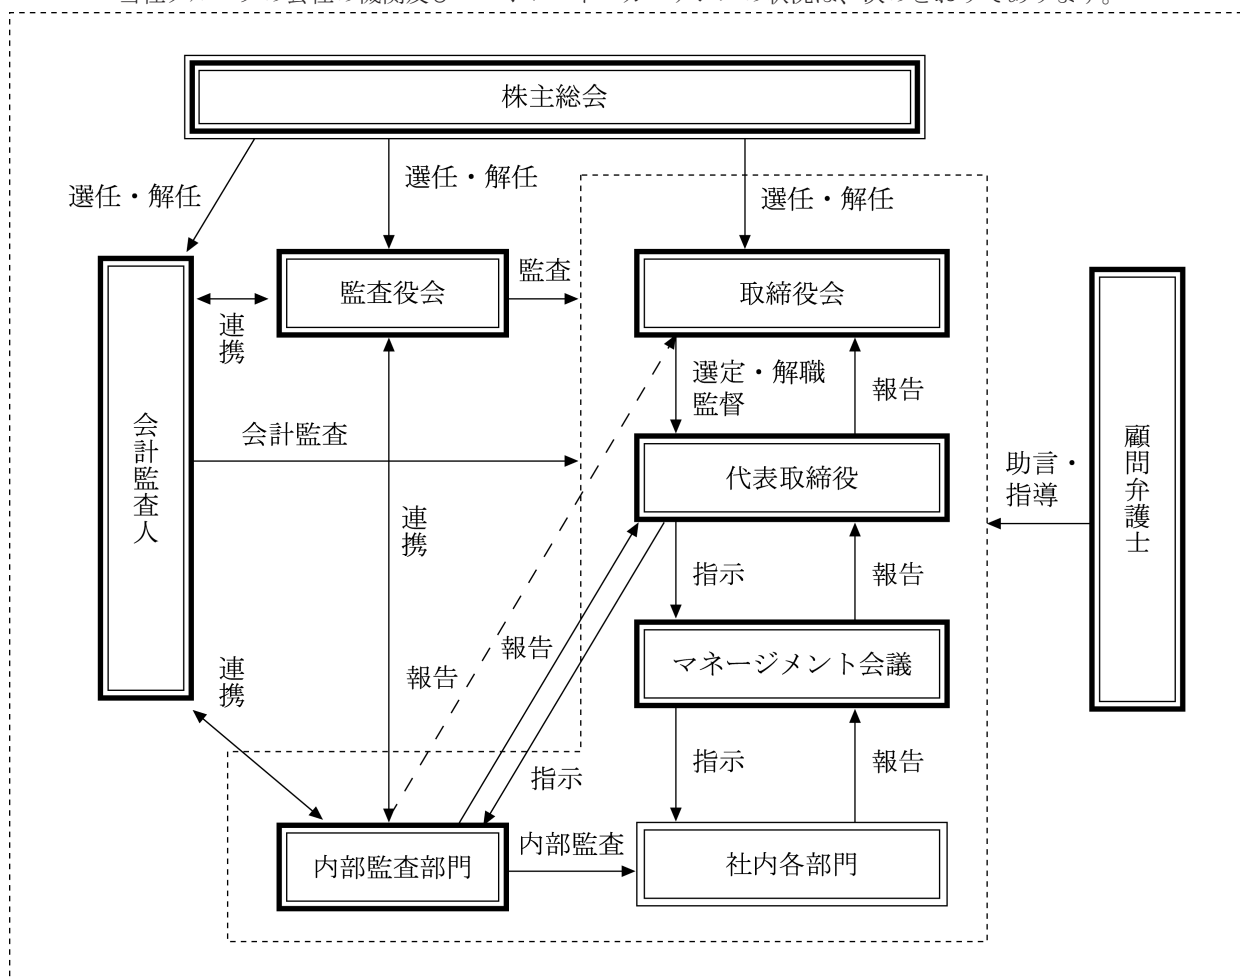 株主総会
選任・解任
選任・解任
選任・解任
監査役会
監査
取締役会
連携
選定・解職
監督
報告
会計監査人
会計監査
代表取締役
顧問弁護士
助言・
指導
連携
指示
報告
報告
報告
マネージメント会議
連携
指示
報告
指示
内部監査部門
内部監査
社内各部門